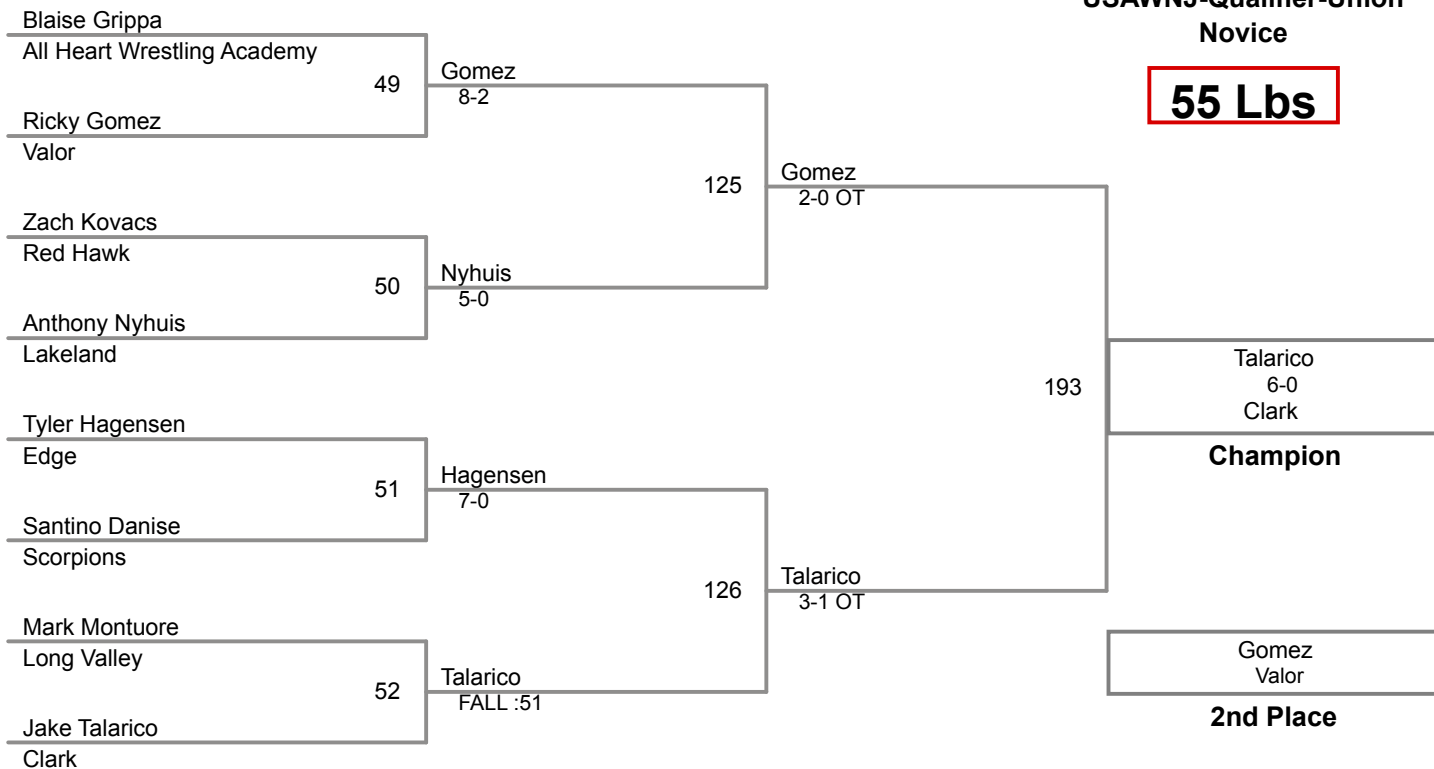 USAWNJ-Qualifier-Union
Novice
55 Lbs
Blaise Grippa
All Heart Wrestling Academy
49
Gomez
8-2
Ricky Gomez
Valor
125
Gomez
2-0 OT
Zach Kovacs
Red Hawk
50
Nyhuis
5-0
Anthony Nyhuis
Lakeland
193
Talarico
6-0
Clark
Champion
Tyler Hagensen
Edge
51
Hagensen
7-0
Santino Danise
Scorpions
126
Talarico
3-1 OT
Mark Montuore
Long Valley
52
Talarico
FALL :51
Jake Talarico
Clark
Gomez
Valor
2nd Place